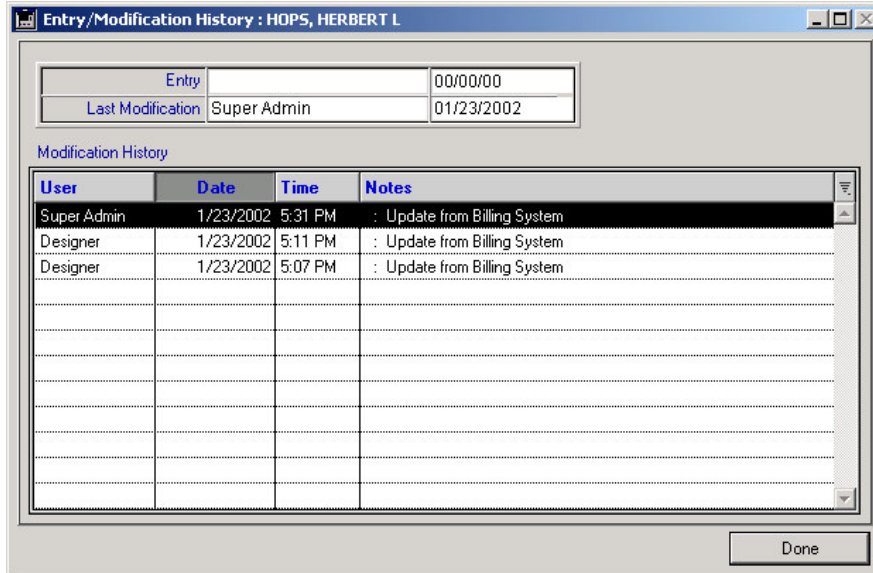 Entry/Modification History : HOPS, HERBERT L
Entry 00/00/00
Last Modification Super Admin 01/23/2002
Modification History
User Date Time Notes
Super Admin 1/23/2002 5:31 PM : Update from Billing System
Designer 1/23/2002 5:11 PM : Update from Billing System
Designer 1/23/2002 5:07 PM : Update from Billing System
Done